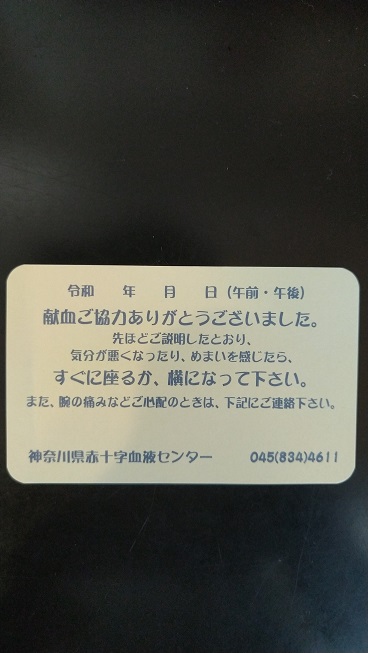 令和　年　月　日（午前・午後）
献血ご協力ありがとうございました。
先ほどご説明したとおり、
気分が悪くなったり、めまいを感じたら、
すぐに座るか、横になって下さい。
また、腕の痛みなどご心配のときは、下記にご連絡下さい。
神奈川県赤十字血液センター　045(834)4611